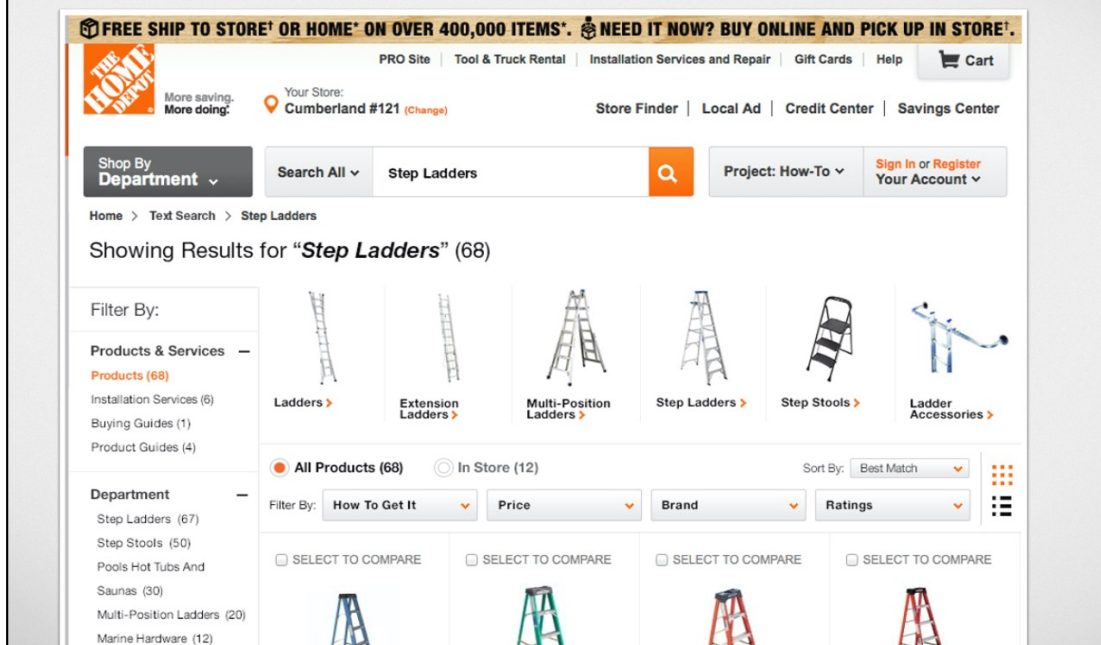 FREE SHIP TO STORE† OR HOME* ON OVER 400,000 ITEMS*. NEED IT NOW? BUY ONLINE AND PICK UP IN STORE†.
THE HOME DEPOT
More saving.
More doing.
PRO Site | Tool & Truck Rental | Installation Services and Repair | Gift Cards | Help
Cart
Your Store:
Cumberland #121 (Change)
Store Finder | Local Ad | Credit Center | Savings Center
Shop By
Department
Search All
Step Ladders
Project: How-To
Sign In or Register
Your Account
Home > Text Search > Step Ladders
Showing Results for “Step Ladders” (68)
Filter By:
Products & Services –
Products (68)
Installation Services (6)
Buying Guides (1)
Product Guides (4)
Department –
Step Ladders (67)
Step Stools (50)
Pools Hot Tubs And
Saunas (30)
Multi-Position Ladders (20)
Marine Hardware (12)
Ladders >
Extension
Ladders >
Multi-Position
Ladders >
Step Ladders >
Step Stools >
Ladder
Accessories >
All Products (68)
In Store (12)
Sort By: Best Match
Filter By: How To Get It
Price
Brand
Ratings
SELECT TO COMPARE
SELECT TO COMPARE
SELECT TO COMPARE
SELECT TO COMPARE